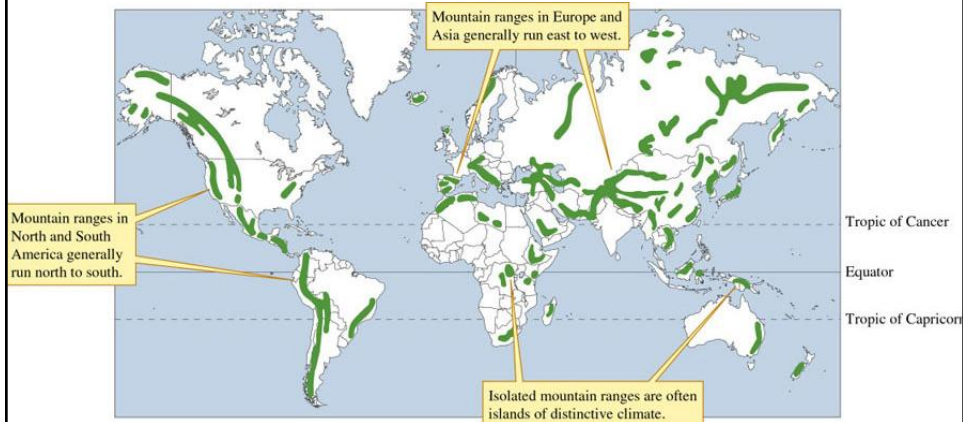 Mountain ranges in Europe and
Asia generally run east to west.
Mountain ranges in
North and South
America generally
run north to south.
Tropic of Cancer
Equator
Tropic of Capricorn
Isolated mountain ranges are often
islands of distinctive climate.